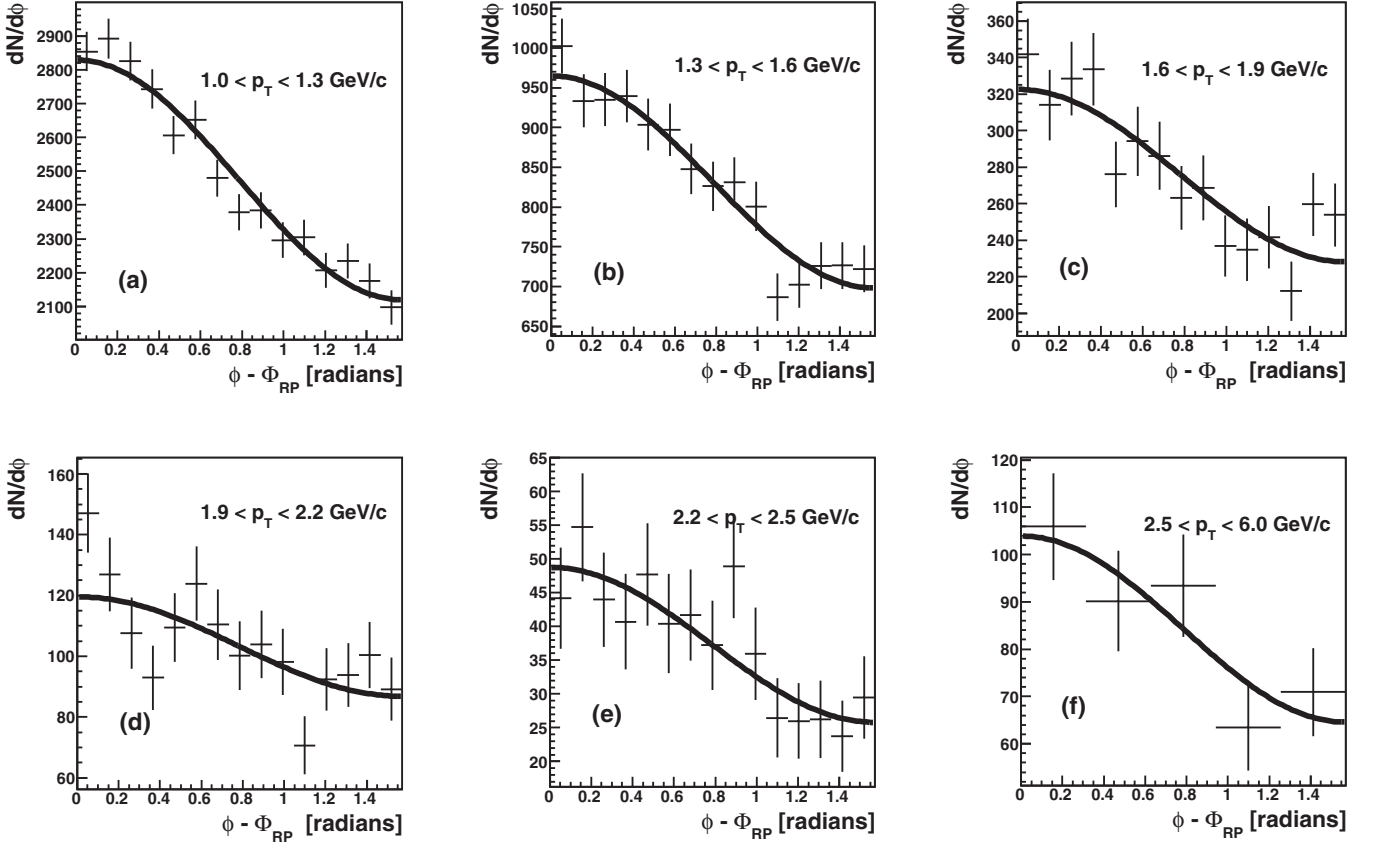 dN/dϕ
2900
2800
2700
2600
2500
2400
2300
2200
2100
1.0 < p_T < 1.3 GeV/c
(a)
0 0.2 0.4 0.6 0.8 1 1.2 1.4
ϕ - Φ_RP [radians]
dN/dϕ
1050
1000
950
900
850
800
750
700
650
1.3 < p_T < 1.6 GeV/c
(b)
0 0.2 0.4 0.6 0.8 1 1.2 1.4
ϕ - Φ_RP [radians]
dN/dϕ
360
340
320
300
280
260
240
220
200
1.6 < p_T < 1.9 GeV/c
(c)
0 0.2 0.4 0.6 0.8 1 1.2 1.4
ϕ - Φ_RP [radians]
dN/dϕ
160
140
120
100
80
60
1.9 < p_T < 2.2 GeV/c
(d)
0 0.2 0.4 0.6 0.8 1 1.2 1.4
ϕ - Φ_RP [radians]
dN/dϕ
65
60
55
50
45
40
35
30
25
20
2.2 < p_T < 2.5 GeV/c
(e)
0 0.2 0.4 0.6 0.8 1 1.2 1.4
ϕ - Φ_RP [radians]
dN/dϕ
120
110
100
90
80
70
60
2.5 < p_T < 6.0 GeV/c
(f)
0 0.2 0.4 0.6 0.8 1 1.2 1.4
ϕ - Φ_RP [radians]